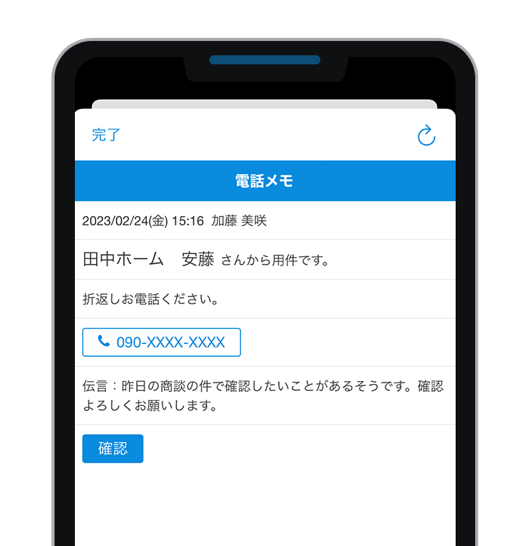 完了
電話メモ
2023/02/24(金) 15:16 加藤 美咲
田中ホーム　安藤 さんから用件です。
折返しお電話ください。
090-XXXX-XXXX
伝言：昨日の商談の件で確認したいことがあるそうです。確認
よろしくお願いします。
確認